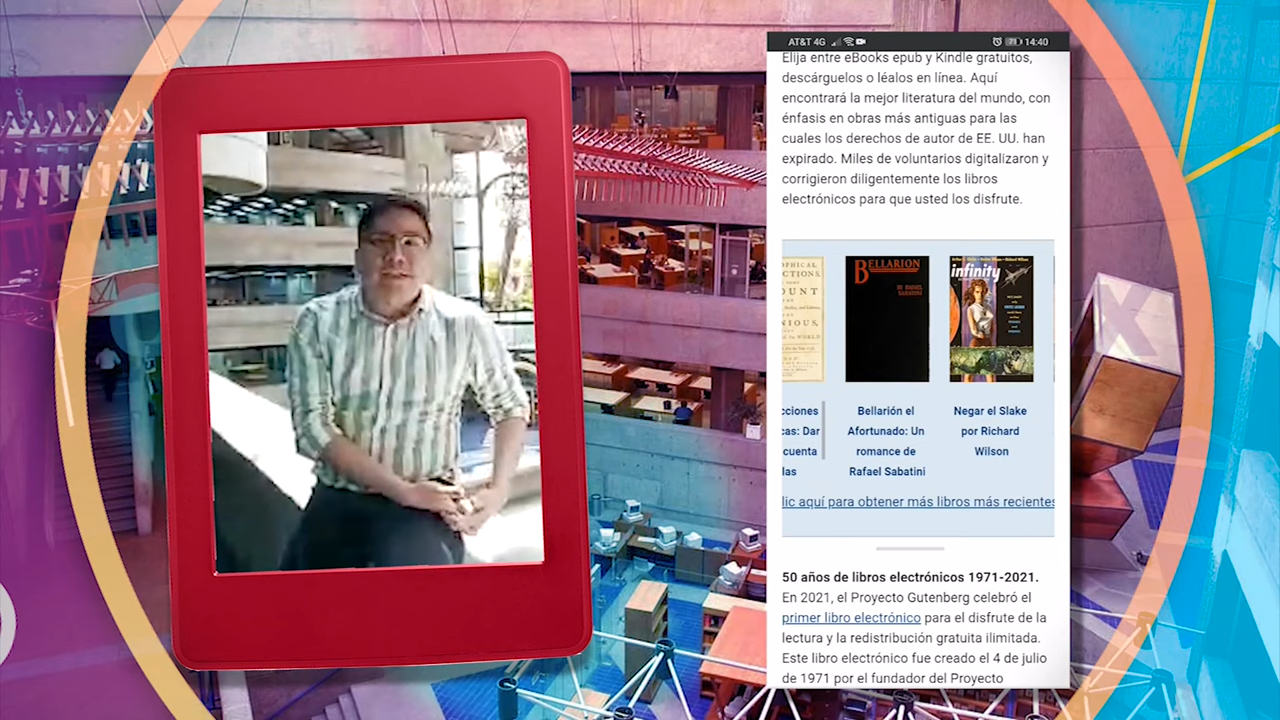 AT&T 4G 14:40
Elija entre eBooks epub y Kindle gratuitos,
descárguelos o léalos en línea. Aquí
encontrará la mejor literatura del mundo, con
énfasis en obras más antiguas para las
cuales los derechos de autor de EE. UU. han
expirado. Miles de voluntarios digitalizaron y
corrigieron diligentemente los libros
electrónicos para que usted los disfrute.
BELLARION
BY RAFAEL
SABATINI
infinity
cciones
cas: Dar
cuenta
las
Bellarión el
Afortunado: Un
romance de
Rafael Sabatini
Negar el Slake
por Richard
Wilson
lic aquí para obtener más libros más recientes
50 años de libros electrónicos 1971-2021.
En 2021, el Proyecto Gutenberg celebró el
primer libro electrónico para el disfrute de la
lectura y la redistribución gratuita ilimitada.
Este libro electrónico fue creado el 4 de julio
de 1971 por el fundador del Proyecto